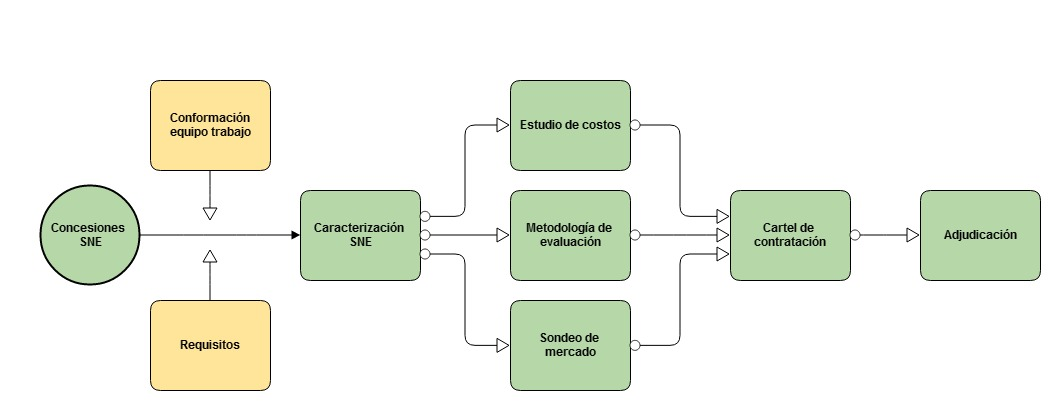 Conformación
equipo trabajo
Concesiones
SNE
Requisitos
Caracterización
SNE
Estudio de costos
Metodología de
evaluación
Sondeo de
mercado
Cartel de
contratación
Adjudicación